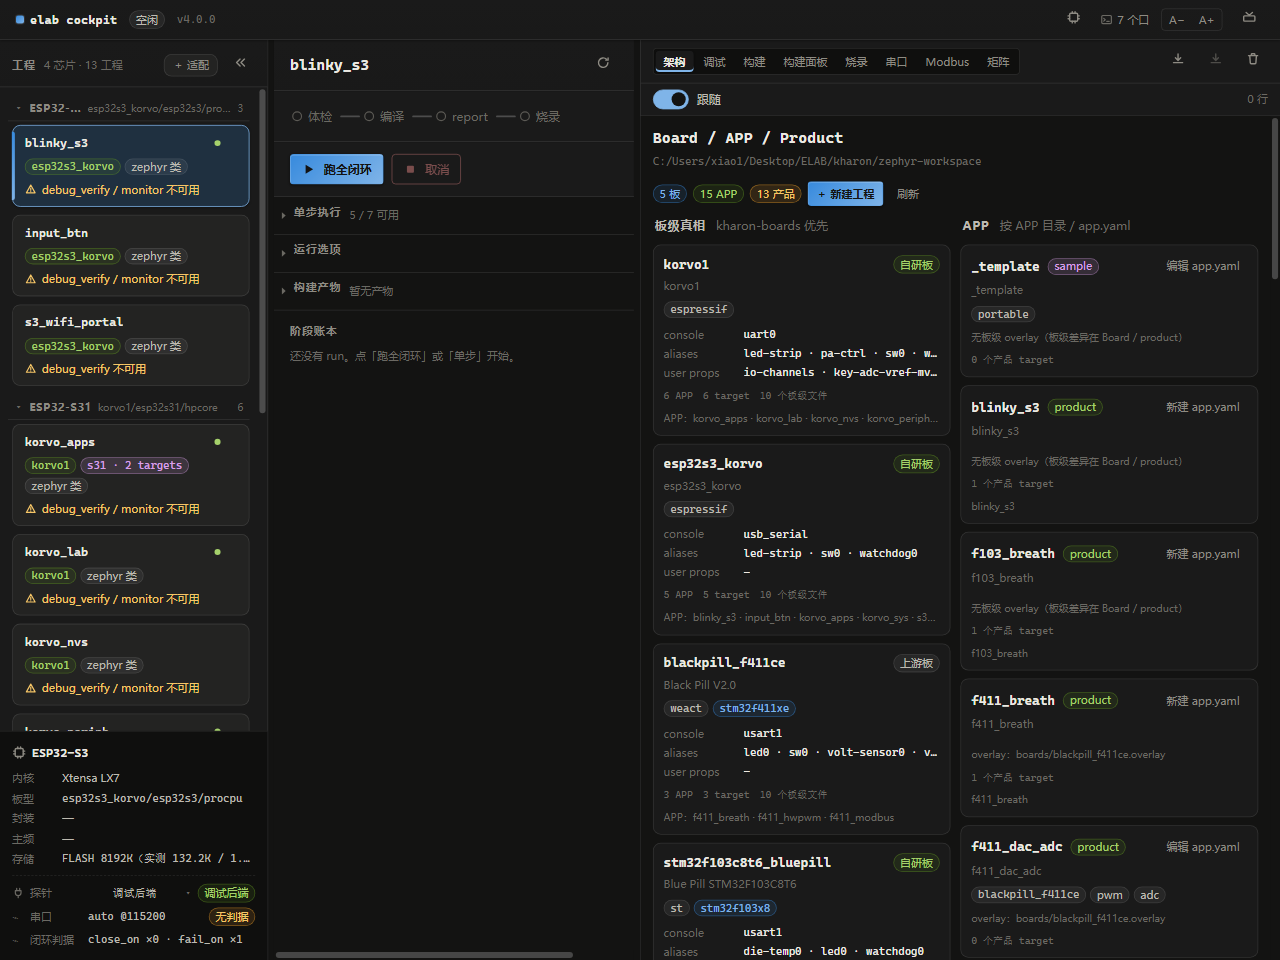 elab cockpit 空闲 v4.0.0
7 个口 A− A+
工程 4 芯片 · 13 工程 + 适配
ESP32-... esp32s3_korvo/esp32s3/pro... 3
blinky_s3
esp32s3_korvo zephyr 类
debug_verify / monitor 不可用
input_btn
esp32s3_korvo zephyr 类
debug_verify / monitor 不可用
s3_wifi_portal
esp32s3_korvo zephyr 类
debug_verify 不可用
ESP32-S31 korvo1/esp32s31/hpcore 6
korvo_apps
korvo1 s31 · 2 targets
zephyr 类
debug_verify / monitor 不可用
korvo_lab
korvo1 zephyr 类
debug_verify / monitor 不可用
korvo_nvs
korvo1 zephyr 类
debug_verify / monitor 不可用
ESP32-S3
内核 Xtensa LX7
板型 esp32s3_korvo/esp32s3/procpu
封装 —
主频 —
存储 FLASH 8192K（实测 132.2K / 1...
探针 调试后端 调试后端
串口 auto @115200 无判据
闭环判据 close_on ×0 · fail_on ×1
blinky_s3
体检 编译 report 烧录
跑全闭环 取消
单步执行 5 / 7 可用
运行选项
构建产物 暂无产物
阶段账本
还没有 run。点「跑全闭环」或「单步」开始。
架构 调试 构建 构建面板 烧录 串口 Modbus 矩阵
跟随 0 行
Board / APP / Product
C:/Users/xiao1/Desktop/ELAB/kharon/zephyr-workspace
5 板 15 APP 13 产品 + 新建工程 刷新
板级真相 kharon-boards 优先
korvo1 自研板
korvo1
espressif
console uart0
aliases led-strip · pa-ctrl · sw0 · w...
user props io-channels · key-adc-vref-mv...
6 APP 6 target 10 个板级文件
APP: korvo_apps · korvo_lab · korvo_nvs · korvo_periph...
esp32s3_korvo 自研板
esp32s3_korvo
espressif
console usb_serial
aliases led-strip · sw0 · watchdog0
user props —
5 APP 5 target 10 个板级文件
APP: blinky_s3 · input_btn · korvo_apps · korvo_sys · s3...
blackpill_f411ce 上游板
Black Pill V2.0
weact stm32f411xe
console usart1
aliases led0 · sw0 · volt-sensor0 · v...
user props —
3 APP 3 target 10 个板级文件
APP: f411_breath · f411_hwpwm · f411_modbus
stm32f103c8t6_bluepill 自研板
Blue Pill STM32F103C8T6
st stm32f103x8
console usart1
aliases die-temp0 · led0 · watchdog0
APP 按 APP 目录 / app.yaml
_template sample 编辑 app.yaml
_template
portable
无板级 overlay（板级差异在 Board / product）
0 个产品 target
blinky_s3 product 新建 app.yaml
blinky_s3
无板级 overlay（板级差异在 Board / product）
1 个产品 target
blinky_s3
f103_breath product 新建 app.yaml
f103_breath
无板级 overlay（板级差异在 Board / product）
1 个产品 target
f103_breath
f411_breath product 新建 app.yaml
f411_breath
overlay: boards/blackpill_f411ce.overlay
1 个产品 target
f411_breath
f411_dac_adc product 编辑 app.yaml
f411_dac_adc
blackpill_f411ce pwm adc
overlay: boards/blackpill_f411ce.overlay
0 个产品 target